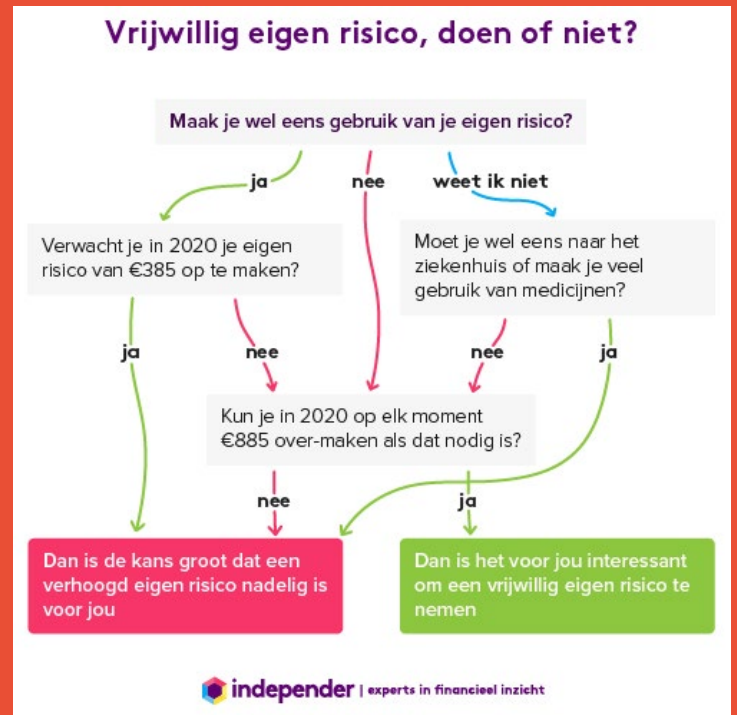 Vrijwillig eigen risico, doen of niet?
Maak je wel eens gebruik van je eigen risico?
ja
nee
weet ik niet
Verwacht je in 2020 je eigen
risico van €385 op te maken?
Moet je wel eens naar het
ziekenhuis of maak je veel
gebruik van medicijnen?
ja
nee
nee
ja
Kun je in 2020 op elk moment
€885 over-maken als dat nodig is?
nee
ja
Dan is de kans groot dat een
verhoogd eigen risico nadelig is
voor jou
Dan is het voor jou interessant
om een vrijwillig eigen risico te
nemen
independer | experts in financieel inzicht